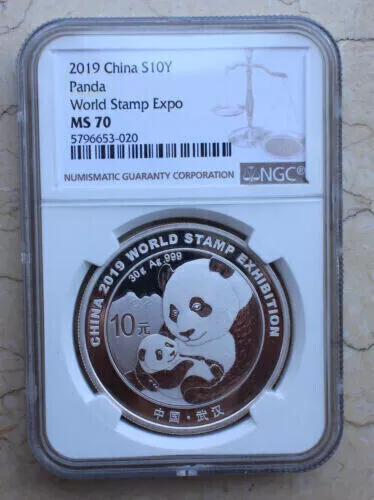 2019 China S10Y
Panda
World Stamp Expo
MS 70
5796653-020
NUMISMATIC GUARANTY CORPORATION
NGC®
CHINA 2019 WORLD STAMP EXHIBITION
30g Ag.999
10元
中国·武汉